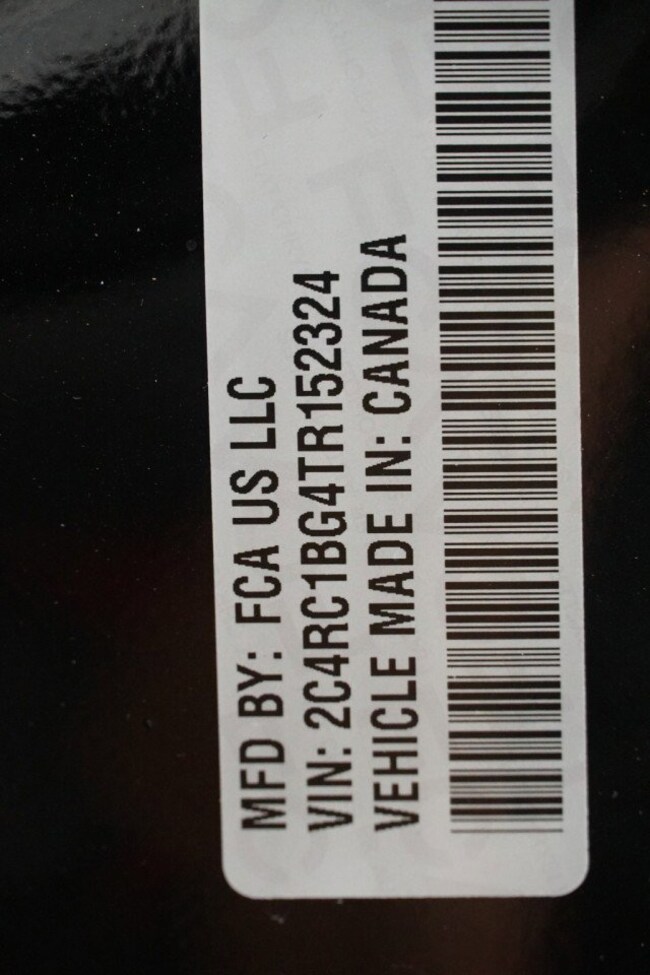 MFD BY: FCA US LLC
VIN: 2C4RC1BG4TR152324
VEHICLE MADE IN: CANADA